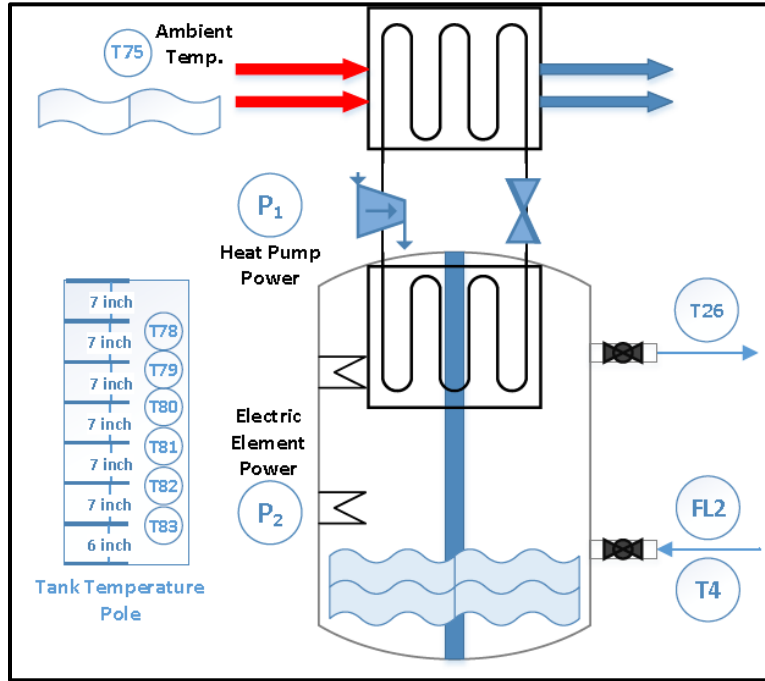 T75
Ambient
Temp.
P1
Heat Pump
Power
7 inch
T78
7 inch
T79
7 inch
T80
7 inch
T81
7 inch
T82
7 inch
T83
6 inch
Tank Temperature
Pole
Electric
Element
Power
P2
T26
FL2
T4